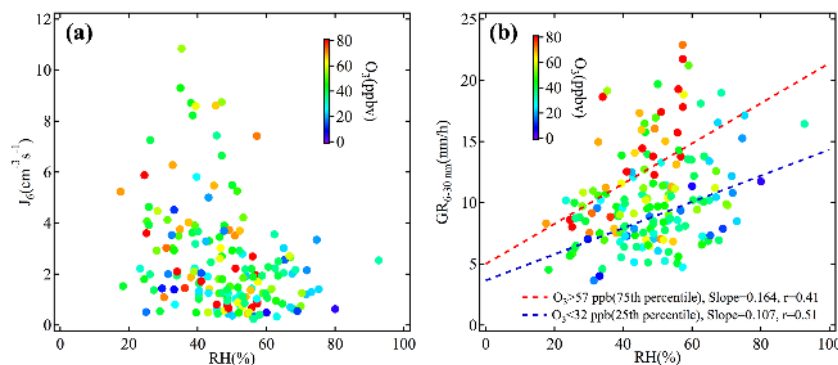 (a)
12
10
8
6
4
2
0
J₆(cm⁻³ s⁻¹)
0 20 40 60 80 100
RH(%)
80
60
40
20
0
O₃(ppbv)
(b)
25
20
15
10
5
0
GR₆₋₃₀ nm(nm/h)
0 20 40 60 80 100
RH(%)
80
60
40
20
0
O₃(ppbv)
O₃>57 ppb(75th percentile), Slope=0.164, r=0.41
O₃<32 ppb(25th percentile), Slope=0.107, r=0.51